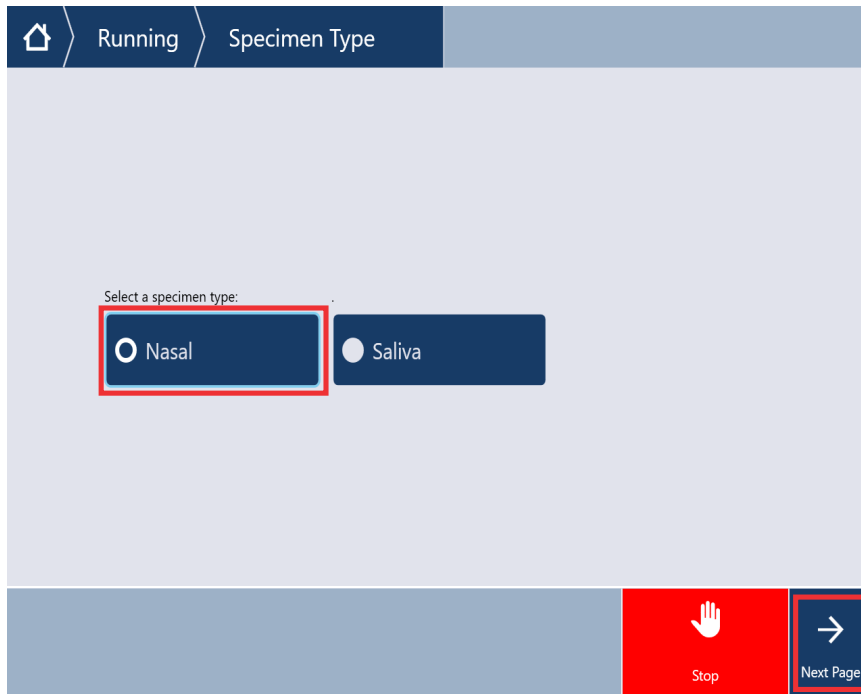 Running Specimen Type
Select a specimen type: .
Nasal Saliva
Stop Next Page